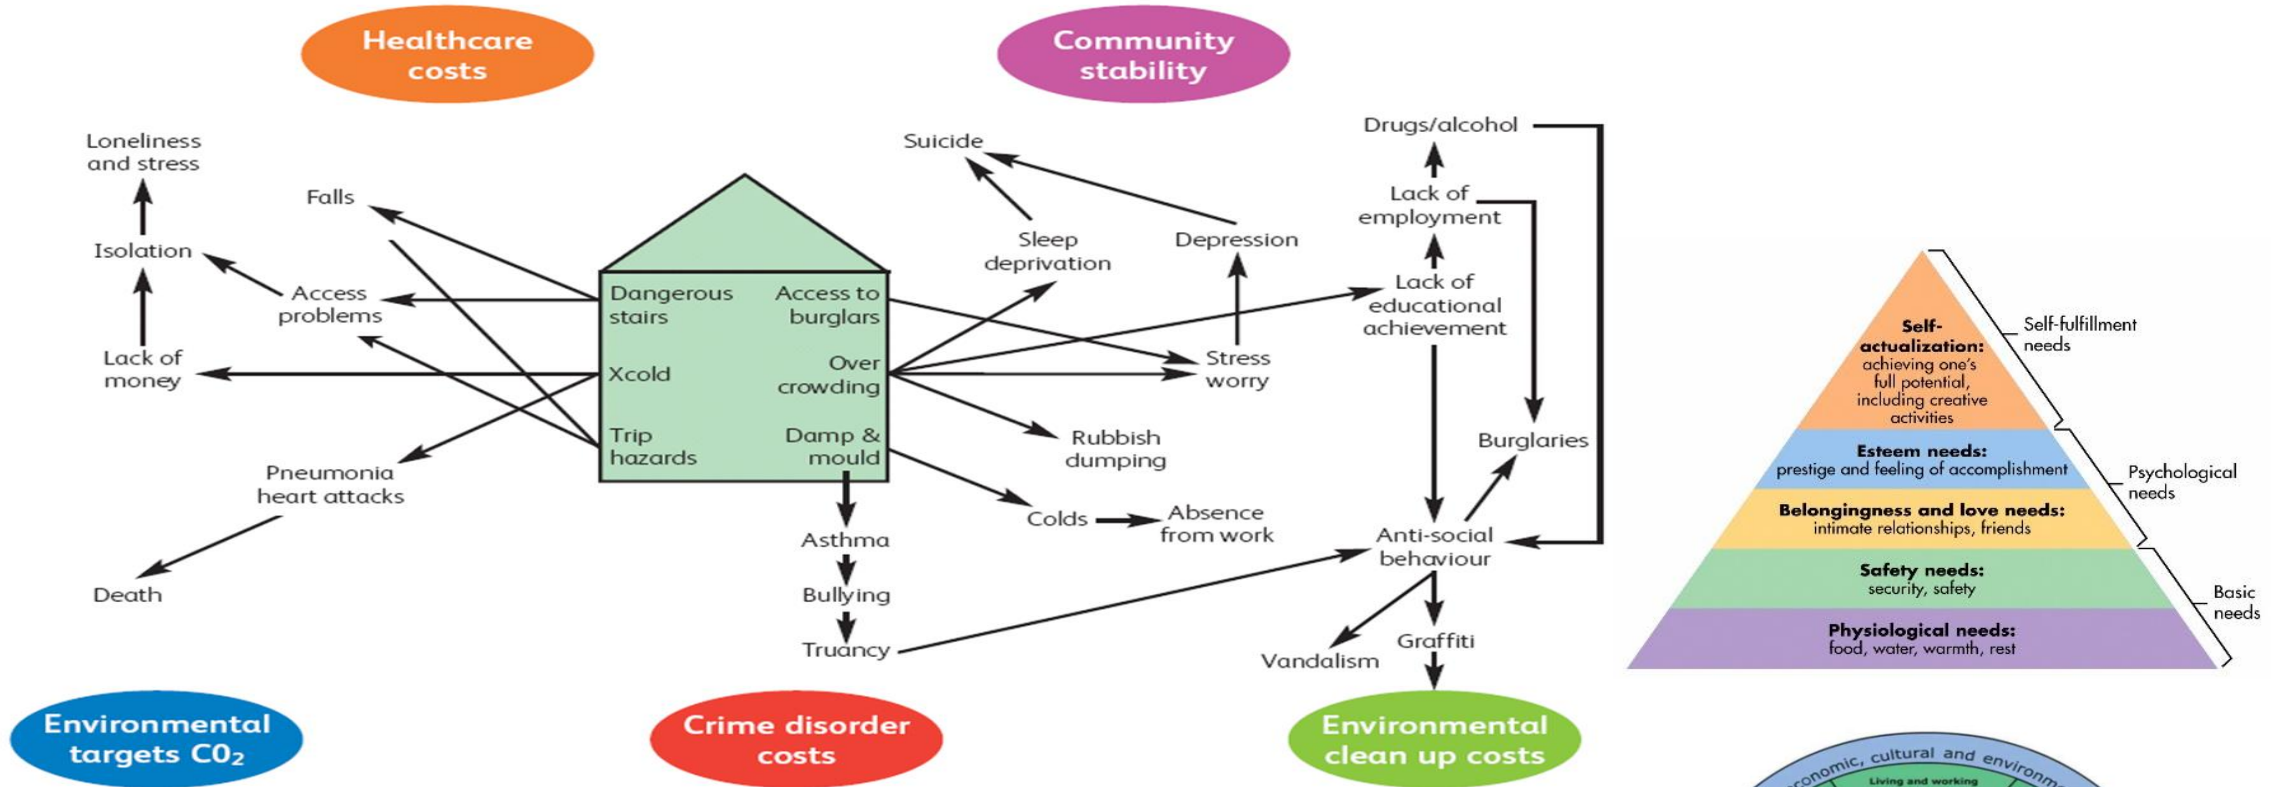 Healthcare
costs
Community
stability
Loneliness
and stress
Falls
Isolation
Access
problems
Lack of
money
Pneumonia
heart attacks
Death
Dangerous
stairs
Xcold
Trip
hazards
Access to
burglars
Over
crowding
Damp &
mould
Asthma
Bullying
Truancy
Suicide
Sleep
deprivation
Depression
Stress
worry
Rubbish
dumping
Colds
Absence
from work
Drugs/alcohol
Lack of
employment
Lack of
educational
achievement
Burglaries
Anti-social
behaviour
Graffiti
Vandalism
Environmental
targets C0₂
Crime disorder
costs
Environmental
clean up costs
Self-
actualization:
achieving one's
full potential,
including creative
activities
Esteem needs:
prestige and feeling of accomplishment
Belongingness and love needs:
intimate relationships, friends
Safety needs:
security, safety
Physiological needs:
food, water, warmth, rest
Self-fulfillment
needs
Psychological
needs
Basic
needs
cultural and
Living and working